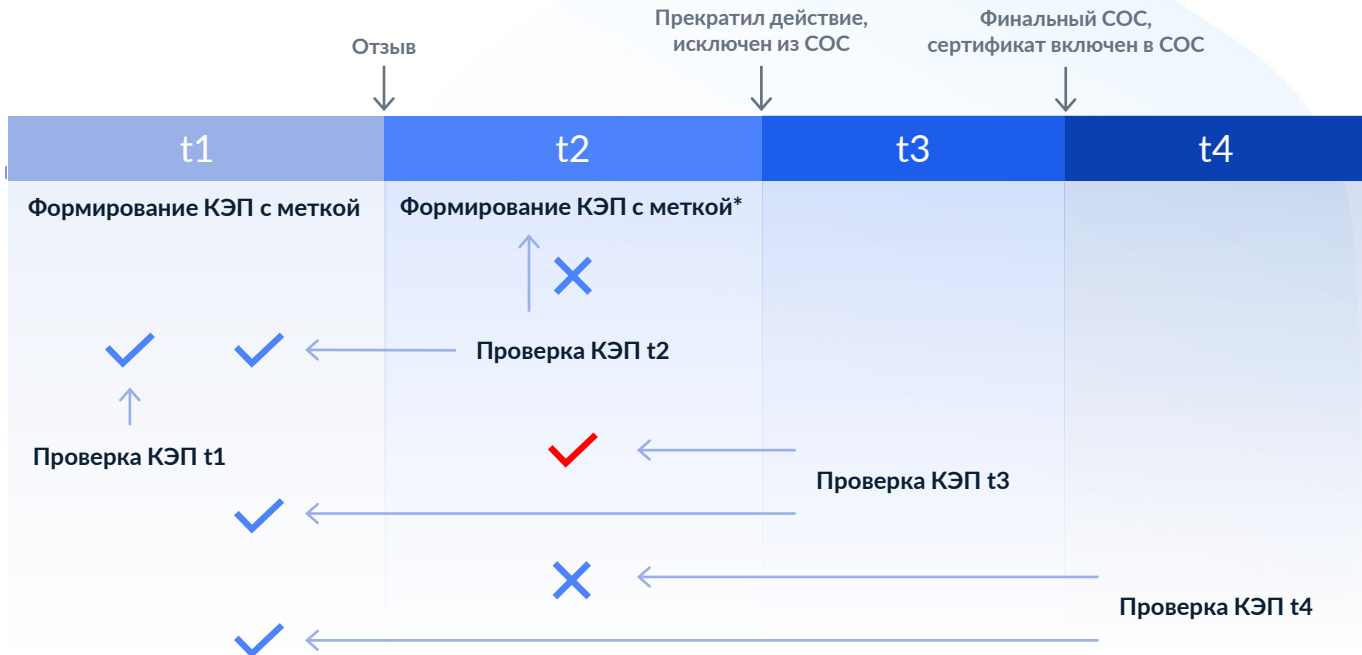 Отзыв
Прекратил действие,
исключен из СОС
Финальный СОС,
сертификат включен в СОС
t1
t2
t3
t4
Формирование КЭП с меткой
Формирование КЭП с меткой*
Проверка КЭП t2
Проверка КЭП t1
Проверка КЭП t3
Проверка КЭП t4